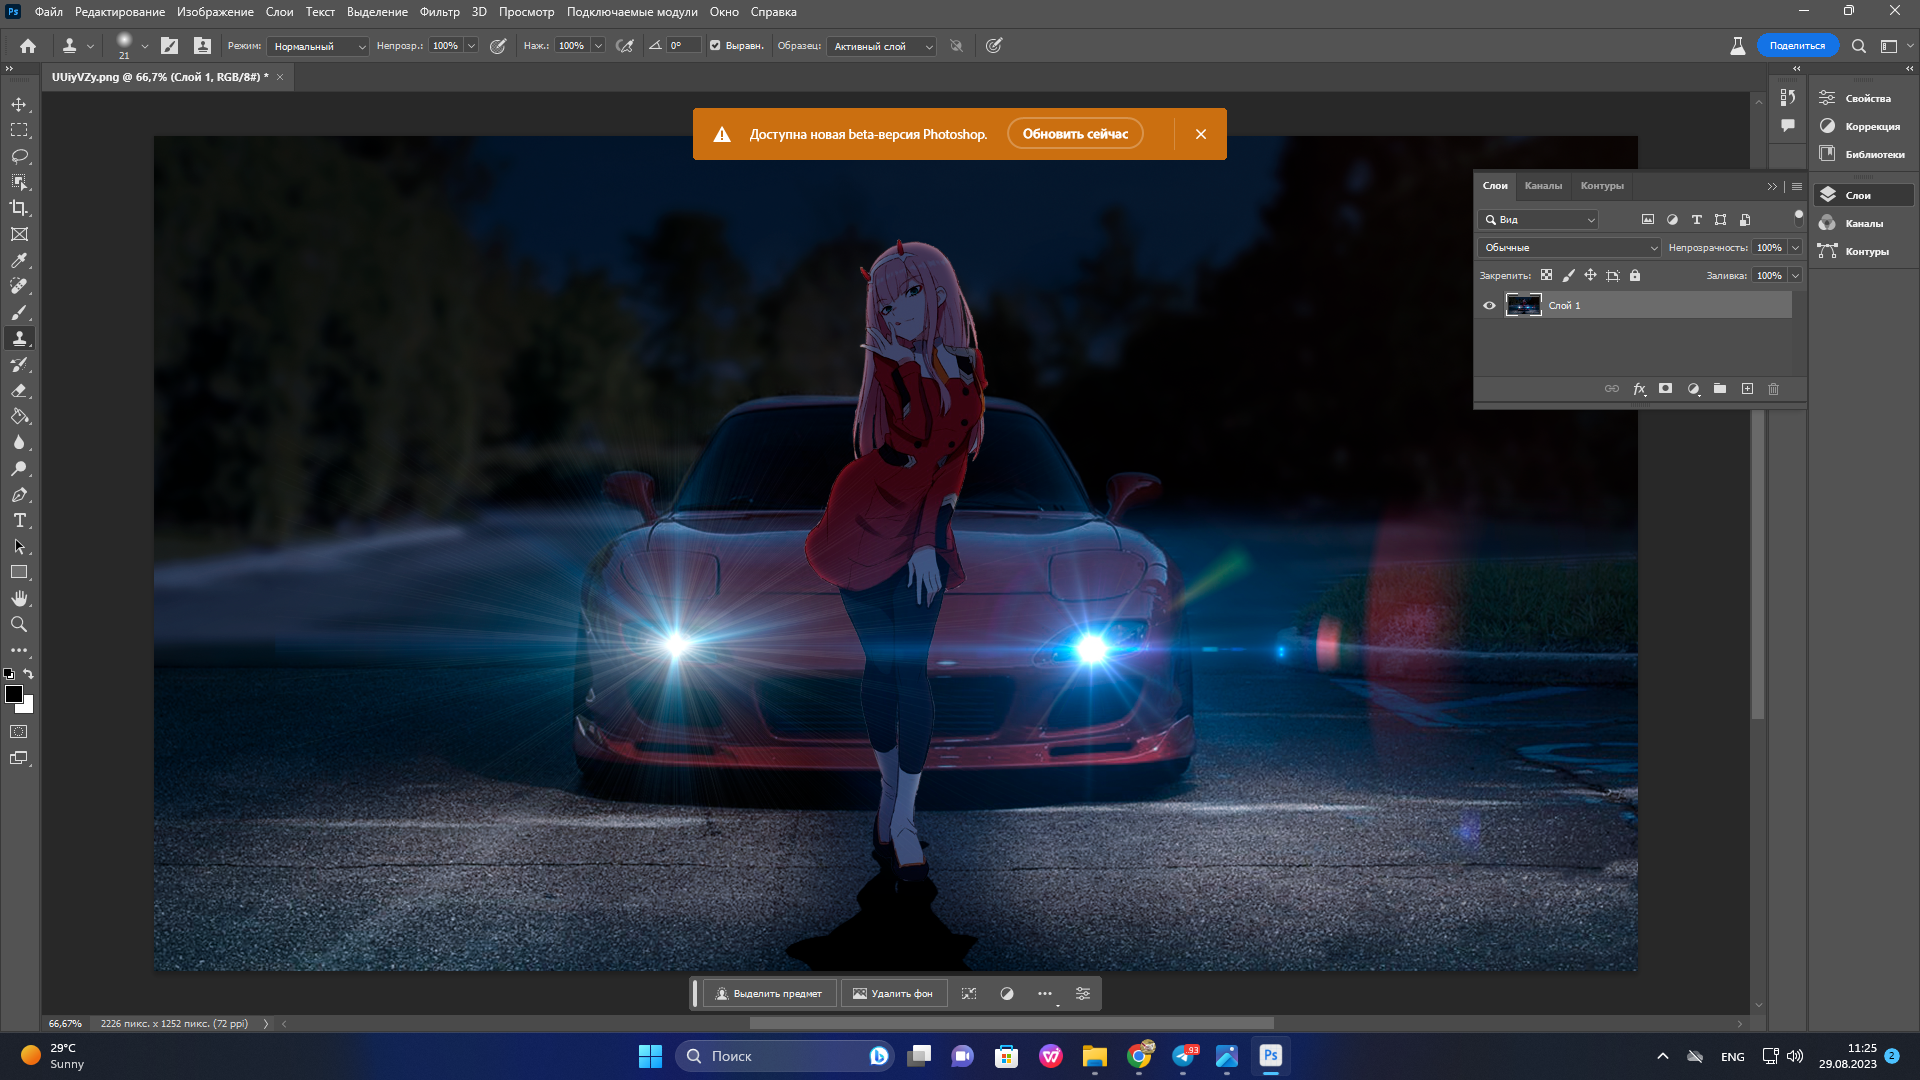 Ps Файл Редактирование Изображение Слои Текст Выделение Фильтр 3D Просмотр Подключаемые модули Окно Справка
21 Режим: Нормальный Непрозр.: 100% Наж.: 100% 0° Выравн. Образец: Активный слой Поделиться
UUiyVZy.png @ 66,7% (Слой 1, RGB/8#) * ×
Доступна новая beta-версия Photoshop. Обновить сейчас
Свойства
Коррекция
Библиотеки
Слои
Каналы
Контуры
Слои Каналы Контуры
Вид
Обычные Непрозрачность: 100%
Закрепить: Заливка: 100%
Слой 1
Выделить предмет Удалить фон
66,67% 2226 пикс. x 1252 пикс. (72 ppi)
29°C
Sunny
Поиск
93
Ps
ENG
11:25
29.08.2023
2